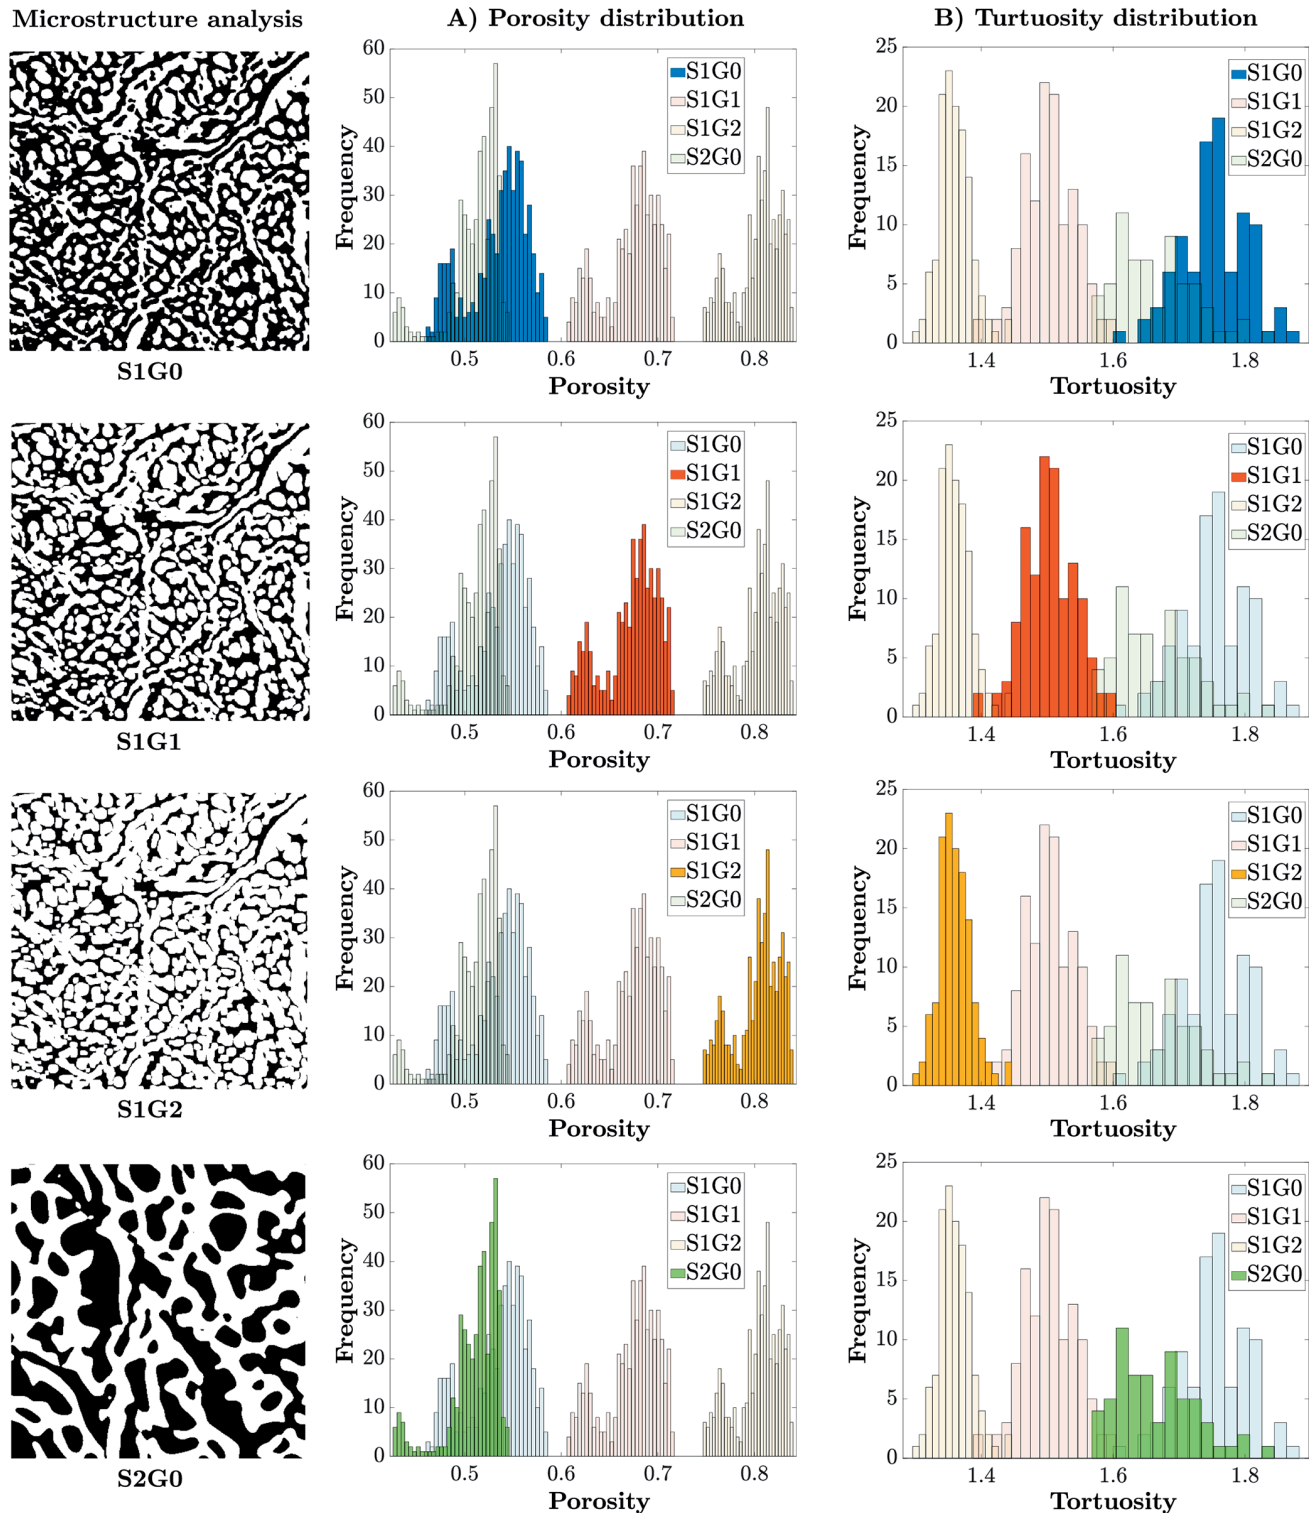 Microstructure analysis
A) Porosity distribution
B) Turtuosity distribution
S1G0
60
50
40
30
20
10
0
Frequency
S1G0
S1G1
S1G2
S2G0
0.5 0.6 0.7 0.8
Porosity
25
20
15
10
5
0
Frequency
S1G0
S1G1
S1G2
S2G0
1.4 1.6 1.8
Tortuosity
S1G1
60
50
40
30
20
10
0
Frequency
S1G0
S1G1
S1G2
S2G0
0.5 0.6 0.7 0.8
Porosity
25
20
15
10
5
0
Frequency
S1G0
S1G1
S1G2
S2G0
1.4 1.6 1.8
Tortuosity
S1G2
60
50
40
30
20
10
0
Frequency
S1G0
S1G1
S1G2
S2G0
0.5 0.6 0.7 0.8
Porosity
25
20
15
10
5
0
Frequency
S1G0
S1G1
S1G2
S2G0
1.4 1.6 1.8
Tortuosity
S2G0
60
50
40
30
20
10
0
Frequency
S1G0
S1G1
S1G2
S2G0
0.5 0.6 0.7 0.8
Porosity
25
20
15
10
5
0
Frequency
S1G0
S1G1
S1G2
S2G0
1.4 1.6 1.8
Tortuosity